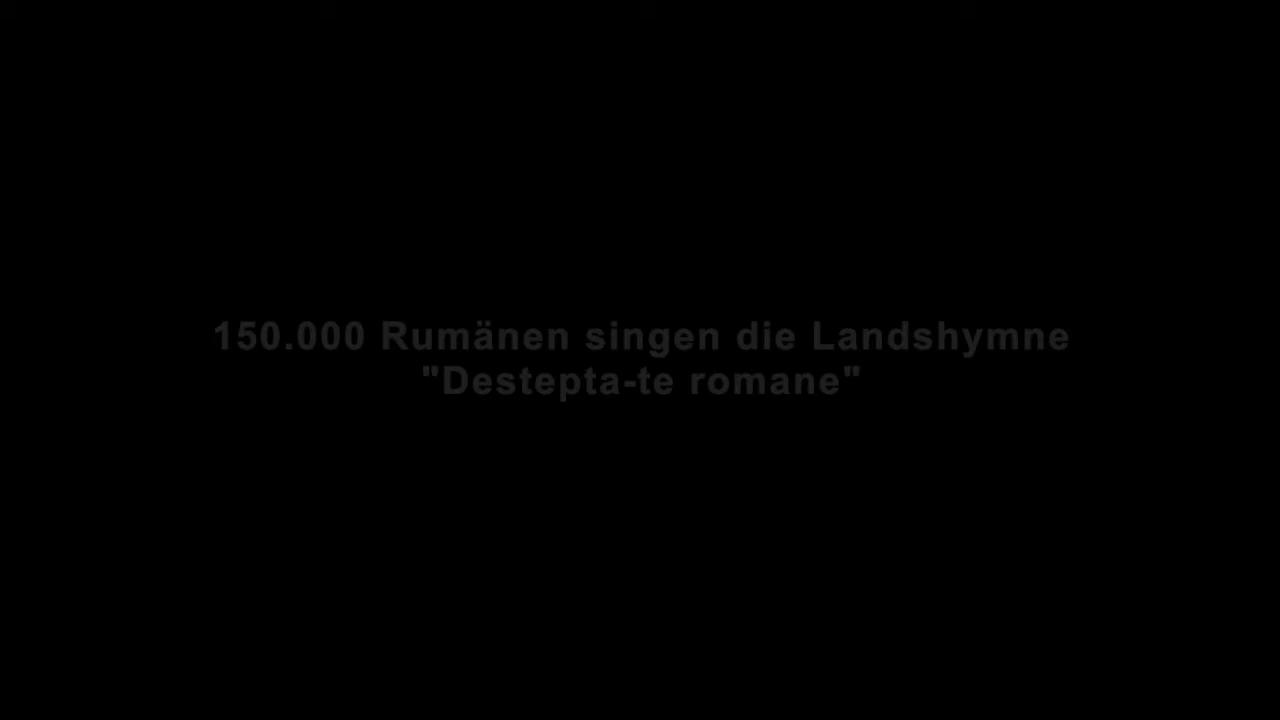 150.000 Rumänen singen die Landshymne
"Destepta-te romane"